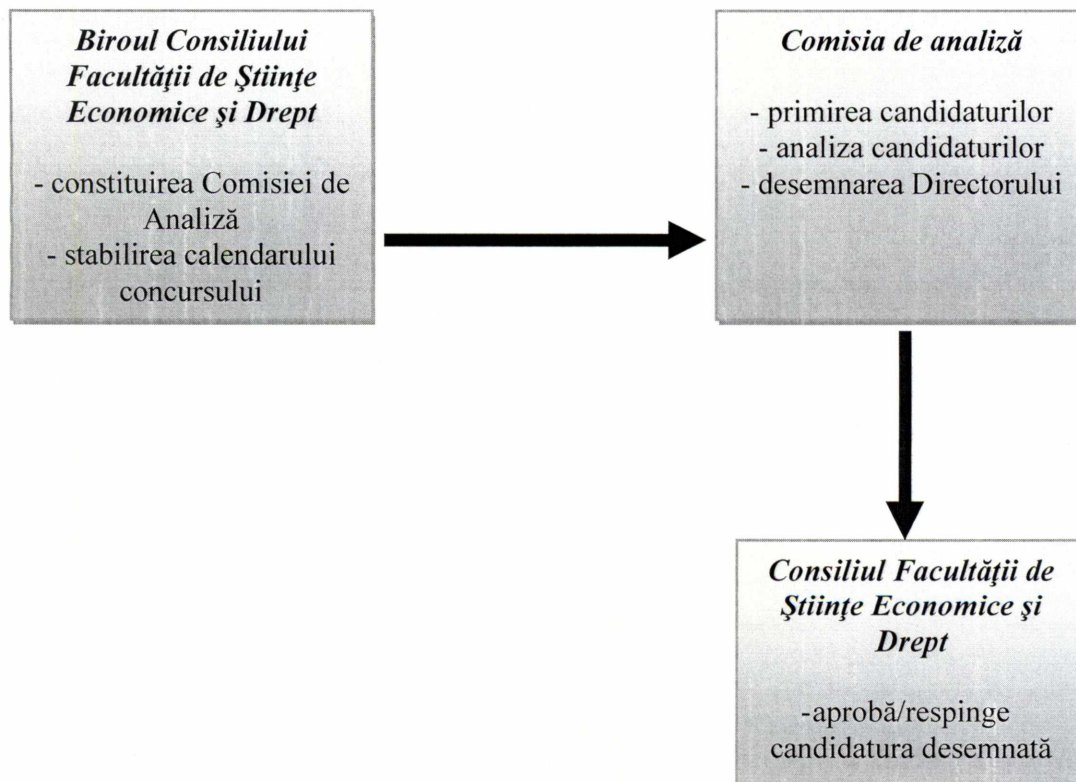 Biroul Consiliului
Facultăţii de Ştiinţe
Economice şi Drept
- constituirea Comisiei de
Analiză
- stabilirea calendarului
concursului
Comisia de analiză
- primirea candidaturilor
- analiza candidaturilor
- desemnarea Directorului
Consiliul Facultăţii de
Ştiinţe Economice şi
Drept
-aprobă/respinge
candidatura desemnată